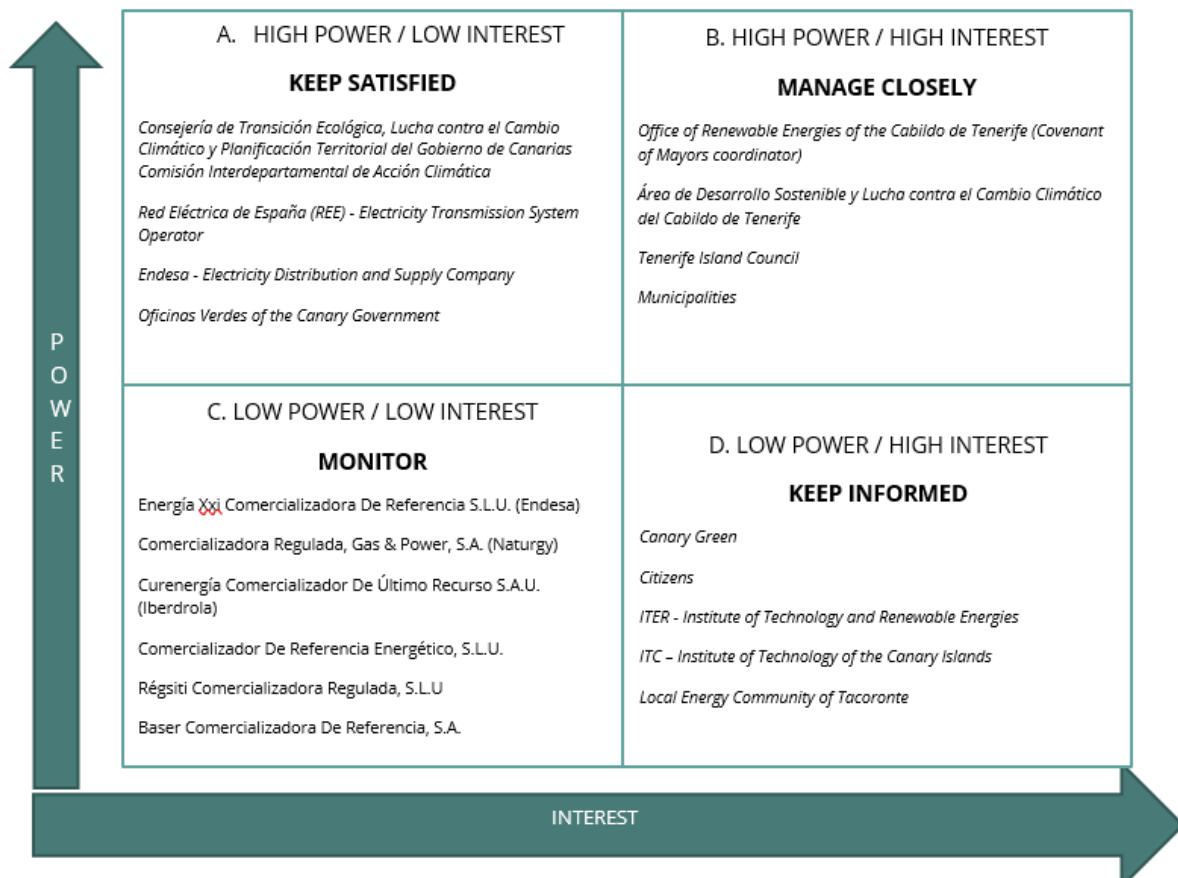 POWER
A. HIGH POWER / LOW INTEREST
KEEP SATISFIED
Consejería de Transición Ecológica, Lucha contra el Cambio
Climático y Planificación Territorial del Gobierno de Canarias
Comisión Interdepartamental de Acción Climática
Red Eléctrica de España (REE) - Electricity Transmission System
Operator
Endesa - Electricity Distribution and Supply Company
Oficinas Verdes of the Canary Government
B. HIGH POWER / HIGH INTEREST
MANAGE CLOSELY
Office of Renewable Energies of the Cabildo de Tenerife (Covenant
of Mayors coordinator)
Área de Desarrollo Sostenible y Lucha contra el Cambio Climático
del Cabildo de Tenerife
Tenerife Island Council
Municipalities
C. LOW POWER / LOW INTEREST
MONITOR
Energía Xxi Comercializadora De Referencia S.L.U. (Endesa)
Comercializadora Regulada, Gas & Power, S.A. (Naturgy)
Curenergía Comercializador De Último Recurso S.A.U.
(Iberdrola)
Comercializador De Referencia Energético, S.L.U.
Régsiti Comercializadora Regulada, S.L.U
Baser Comercializadora De Referencia, S.A.
D. LOW POWER / HIGH INTEREST
KEEP INFORMED
Canary Green
Citizens
ITER - Institute of Technology and Renewable Energies
ITC – Institute of Technology of the Canary Islands
Local Energy Community of Tacoronte
INTEREST